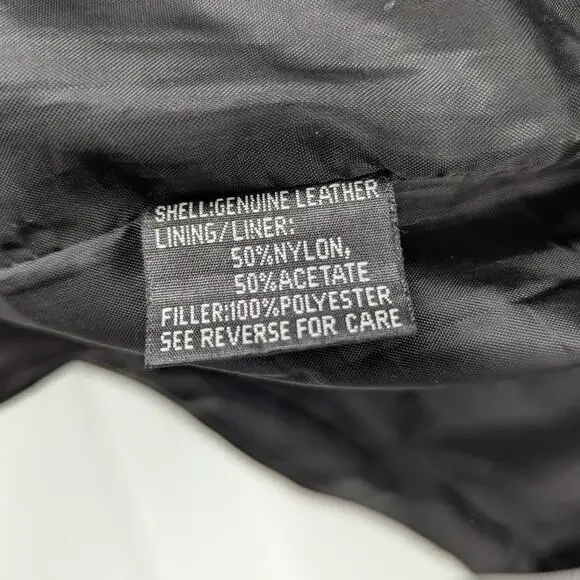 SHELL:GENUINE LEATHER
LINING/LINER:
50%NYLON,
50%ACETATE
FILLER:100%POLYESTER
SEE REVERSE FOR CARE